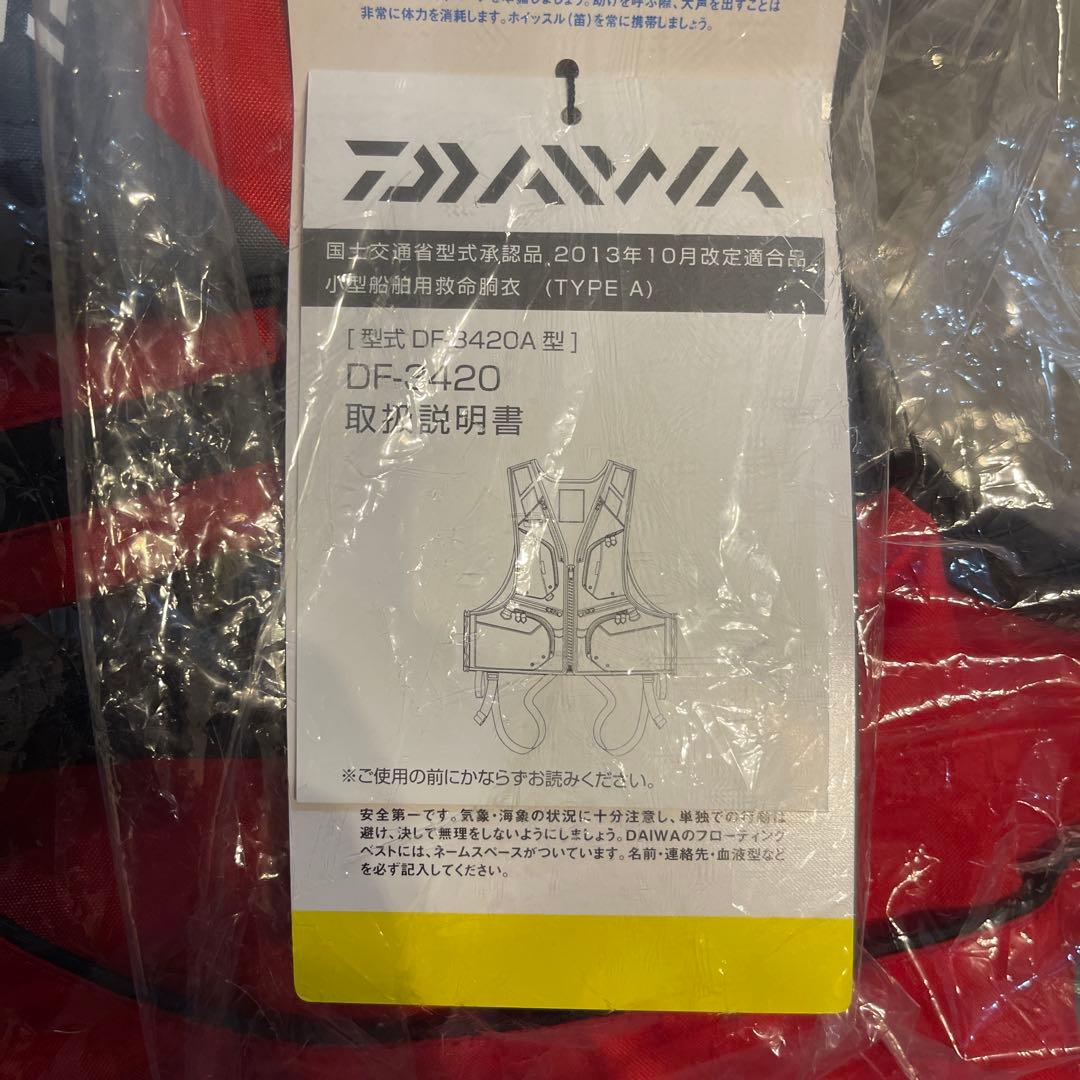 非常に体力を消耗します。ホイッスル(笛)を常に携帯しましょう。
DAIWA
国土交通省型式承認品、2013年10月改定適合品、
小型船舶用救命胴衣 (TYPE A)
[ 型式 DF-3420A 型 ]
DF-3420
取扱説明書
※ご使用の前にかならずお読みください。
安全第一です。気象・海象の状況に十分注意し、単独での行動は
避け、決して無理をしないようにしましょう。DAIWAのフローティング
ベストには、ネームスペースがついています。名前・連絡先・血液型など
を必ず記入してください。